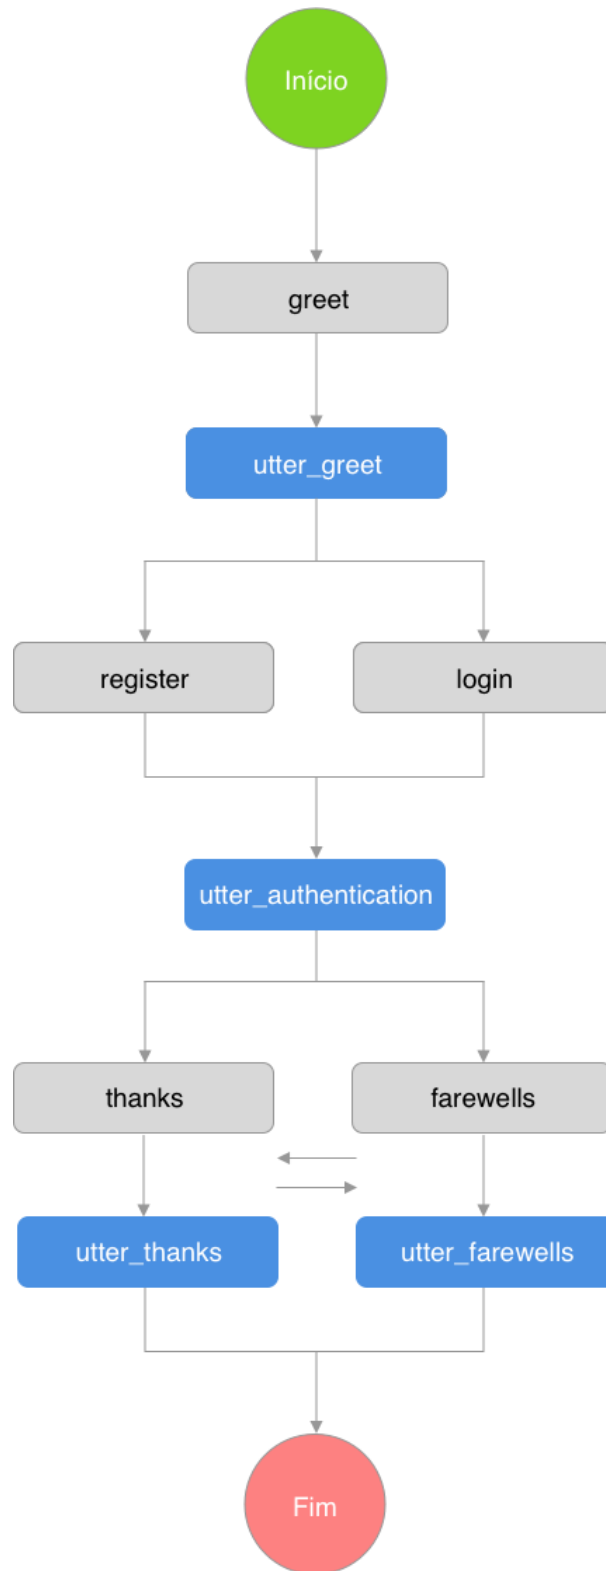 Início
greet
utter_greet
register
login
utter_authentication
thanks
farewells
utter_thanks
utter_farewells
Fim